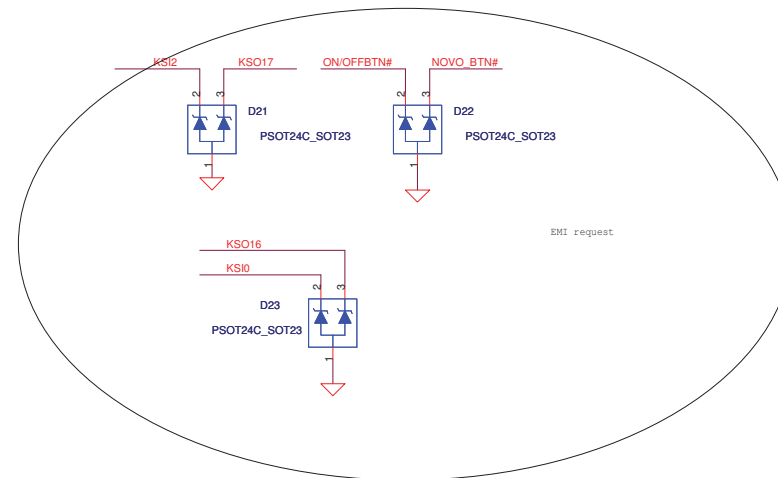 KSI2 KSO17 ON/OFFBTN# NOVO_BTN#
2 3 2 3
D21 D22
PSOT24C_SOT23 PSOT24C_SOT23
1 1
EMI request
KSO16
KSI0
2 3
D23
PSOT24C_SOT23
1